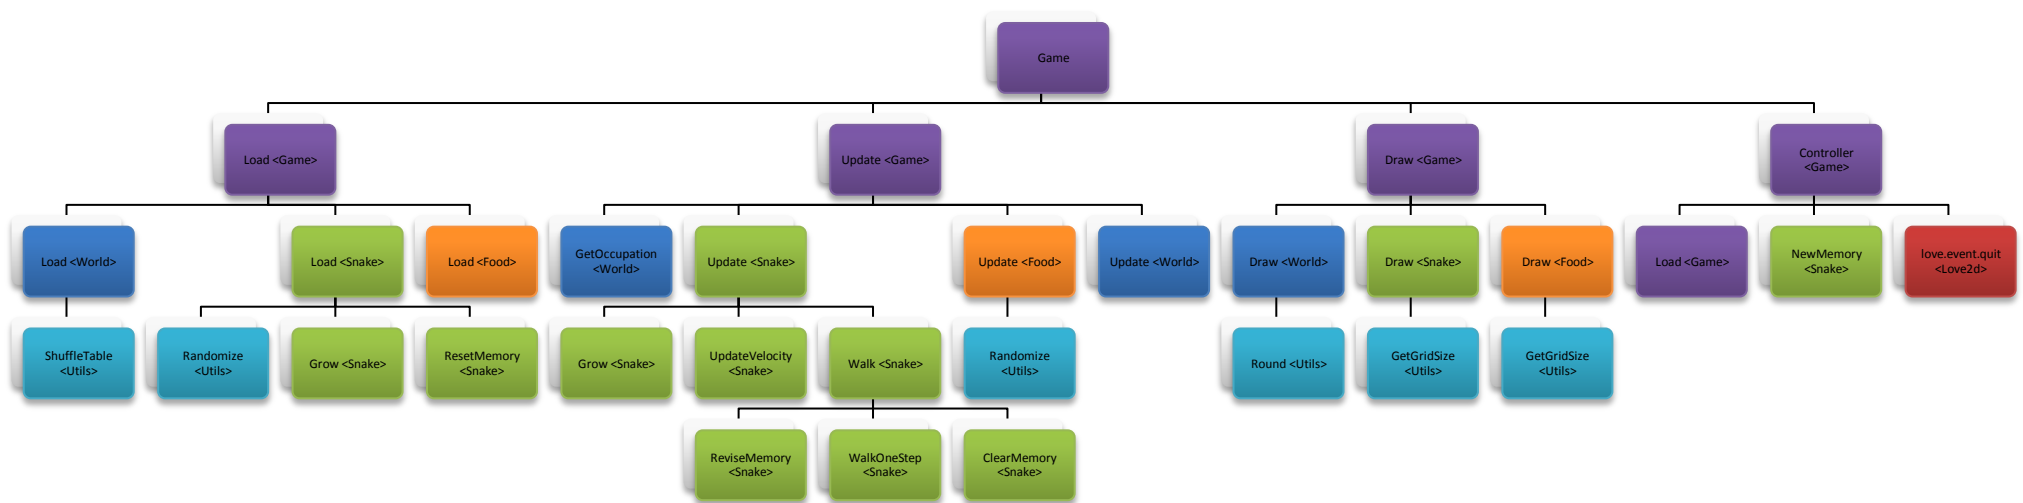 Game
Load <Game>
Update <Game>
Draw <Game>
Controller
<Game>
Load <World>
Load <Snake>
Load <Food>
GetOccupation
<World>
Update <Snake>
Update <Food>
Update <World>
Draw <World>
Draw <Snake>
Draw <Food>
Load <Game>
NewMemory
<Snake>
love.event.quit
<Love2d>
ShuffleTable
<Utils>
Randomize
<Utils>
Grow <Snake>
ResetMemory
<Snake>
Grow <Snake>
UpdateVelocity
<Snake>
Walk <Snake>
Randomize
<Utils>
Round <Utils>
GetGridSize
<Utils>
GetGridSize
<Utils>
ReviseMemory
<Snake>
WalkOneStep
<Snake>
ClearMemory
<Snake>